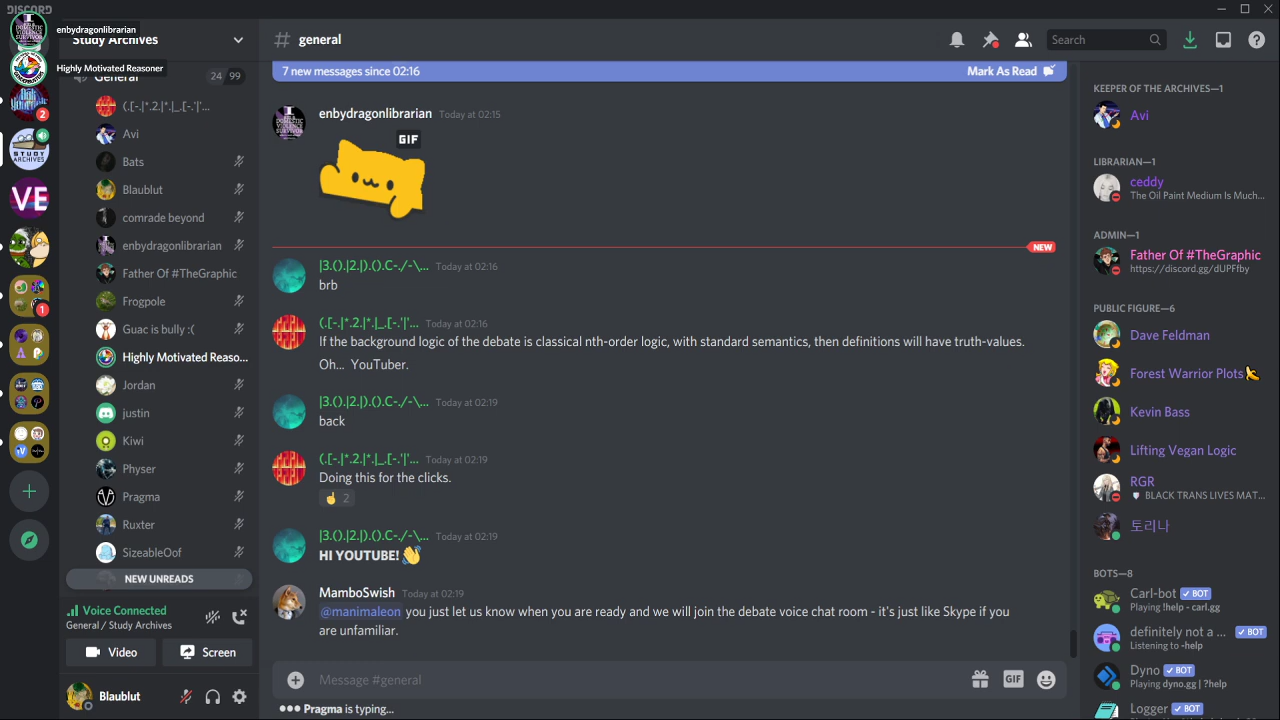 DISCORD
enbydragonlibrarian
Study Archives
Highly Motivated Reasoner
General
24 99
2
STUDY
ARCHIVES
VE
1
(.[-.|*.2.|*.|_.[-.'|'...
Avi
Bats
Blaublut
comrade beyond
enbydragonlibrarian
Father Of #TheGraphic
Frogpole
Guac is bully :(
Highly Motivated Reaso...
Jordan
justin
Kiwi
Physer
Pragma
Ruxter
SizeableOof
NEW UNREADS
Voice Connected
General / Study Archives
Video
Screen
Blaublut
# general
Search
7 new messages since 02:16
Mark As Read
enbydragonlibrarian Today at 02:15
GIF
NEW
|3.().|2.|).().C-./-\... Today at 02:16
brb
(.[-.|*.2.|*.|_.[-.'|'... Today at 02:16
If the background logic of the debate is classical nth-order logic, with standard semantics, then definitions will have truth-values.
Oh... YouTuber.
|3.().|2.|).().C-./-\... Today at 02:19
back
(.[-.|*.2.|*.|_.[-.'|'... Today at 02:19
Doing this for the clicks.
2
|3.().|2.|).().C-./-\... Today at 02:19
HI YOUTUBE!
MamboSwish Today at 02:19
@manimaleon you just let us know when you are ready and we will join the debate voice chat room - it's just like Skype if you
are unfamiliar.
Message #general
GIF
Pragma is typing...
KEEPER OF THE ARCHIVES—1
Avi
LIBRARIAN—1
ceddy
The Oil Paint Medium Is Much...
ADMIN—1
Father Of #TheGraphic
https://discord.gg/dUPFfby
PUBLIC FIGURE—6
Dave Feldman
Forest Warrior Plots
Kevin Bass
Lifting Vegan Logic
RGR
BLACK TRANS LIVES MAT...
토리나
BOTS—8
Carl-bot BOT
Playing !help - carl.gg
definitely not a ... BOT
Listening to -help
Dyno BOT
Playing dyno.gg | ?help
Logger BOT